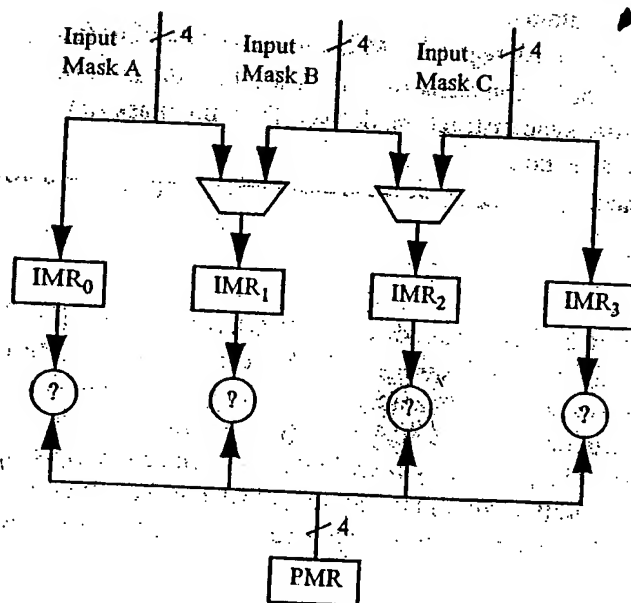 Input
Mask A
4
Input
Mask B
4
Input
Mask C
4
IMR0
IMR1
IMR2
IMR3
?
?
?
?
4
PMR